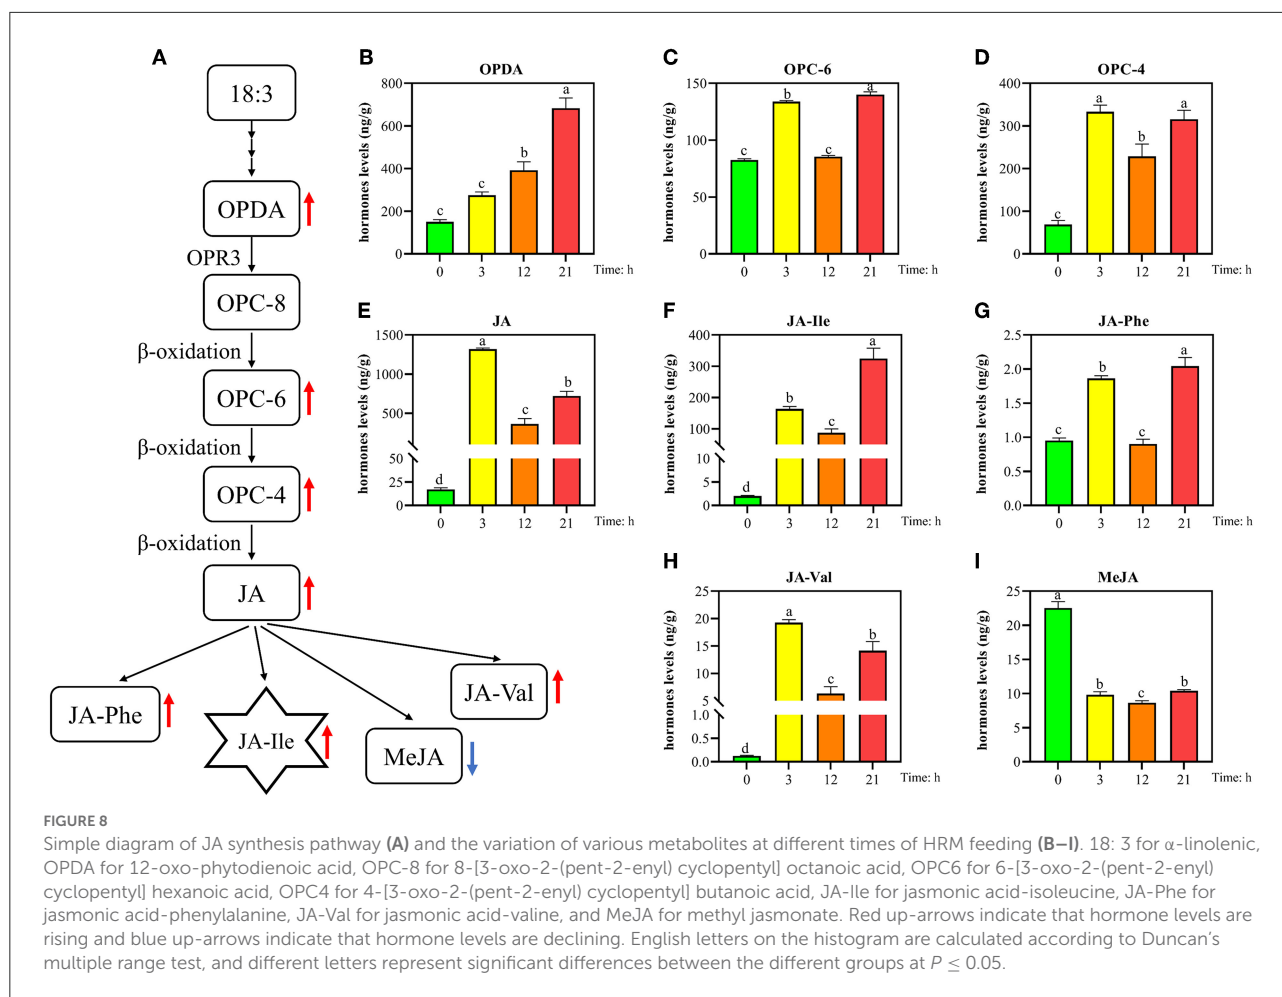 A
18:3
OPDA
OPR3
OPC-8
β-oxidation
OPC-6
β-oxidation
OPC-4
β-oxidation
JA
JA-Phe
JA-Ile
MeJA
JA-Val
B
OPDA
hormones levels (ng/g)
800
600
400
200
0
c
c
b
a
0 3 12 21 Time: h
C
OPC-6
hormones levels (ng/g)
150
100
50
0
c
b
c
a
0 3 12 21 Time: h
D
OPC-4
hormones levels (ng/g)
400
300
200
100
0
c
a
b
a
0 3 12 21 Time: h
E
JA
hormones levels (ng/g)
1500
1000
500
50
25
0
d
a
c
b
0 3 12 21 Time: h
F
JA-Ile
hormones levels (ng/g)
400
300
200
100
10
5
0
d
b
c
a
0 3 12 21 Time: h
G
JA-Phe
hormones levels (ng/g)
2.5
2.0
1.5
1.0
0.5
0.0
c
b
c
a
0 3 12 21 Time: h
H
JA-Val
hormones levels (ng/g)
25
20
15
10
5
1.0
0.5
0.0
d
a
c
b
0 3 12 21 Time: h
I
MeJA
hormones levels (ng/g)
25
20
15
10
5
0
a
b
c
b
0 3 12 21 Time: h
FIGURE 8
Simple diagram of JA synthesis pathway (A) and the variation of various metabolites at different times of HRM feeding (B–I). 18: 3 for α-linolenic,
OPDA for 12-oxo-phytodienoic acid, OPC-8 for 8-[3-oxo-2-(pent-2-enyl) cyclopentyl] octanoic acid, OPC6 for 6-[3-oxo-2-(pent-2-enyl)
cyclopentyl] hexanoic acid, OPC4 for 4-[3-oxo-2-(pent-2-enyl) cyclopentyl] butanoic acid, JA-Ile for jasmonic acid-isoleucine, JA-Phe for
jasmonic acid-phenylalanine, JA-Val for jasmonic acid-valine, and MeJA for methyl jasmonate. Red up-arrows indicate that hormone levels are
rising and blue up-arrows indicate that hormone levels are declining. English letters on the histogram are calculated according to Duncan's
multiple range test, and different letters represent significant differences between the different groups at P ≤ 0.05.